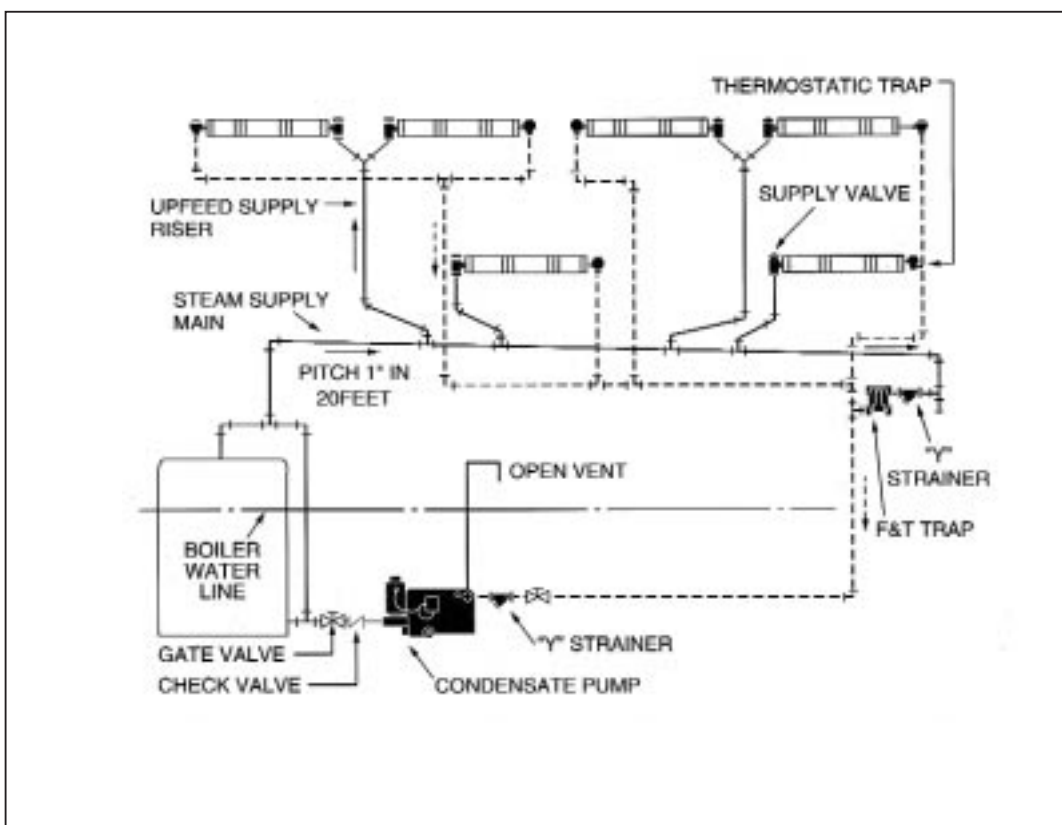 THERMOSTATIC TRAP
SUPPLY VALVE
UPFEED SUPPLY
RISER
STEAM SUPPLY
MAIN
PITCH 1" IN
20FEET
"Y"
STRAINER
OPEN VENT
F&T TRAP
BOILER
WATER
LINE
"Y" STRAINER
GATE VALVE
CHECK VALVE
CONDENSATE PUMP